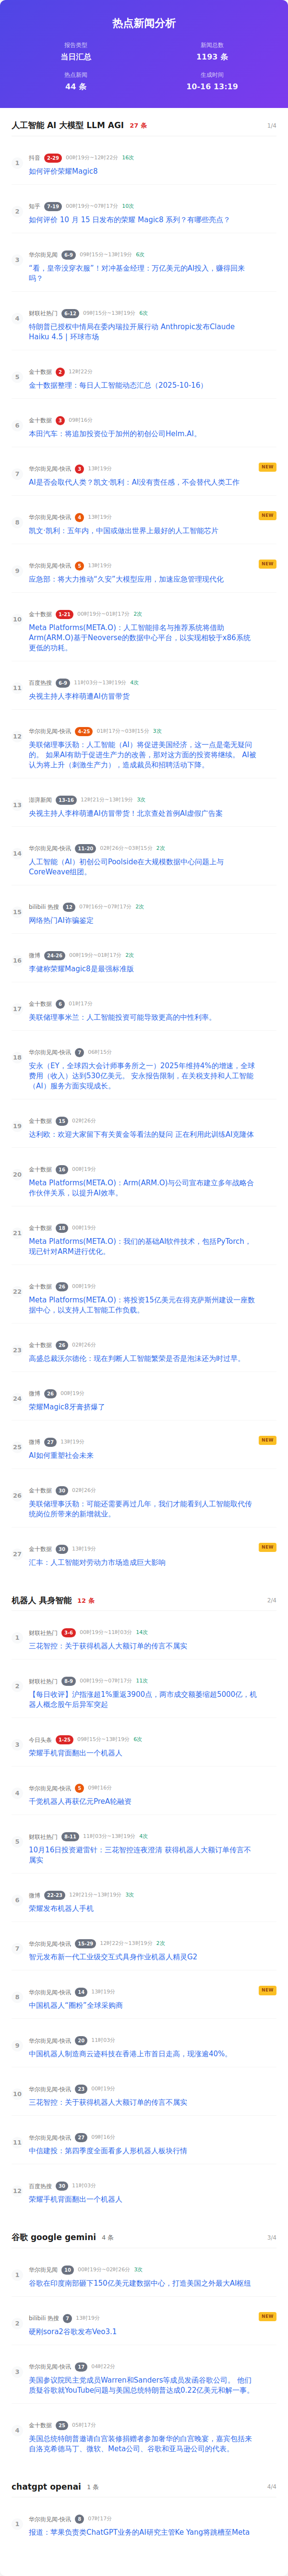 热点新闻分析
报告类型
当日汇总
新闻总数
1193 条
热点新闻
44 条
生成时间
10-16 13:19
人工智能 AI 大模型 LLM AGI 27 条 1/4
1
抖音 2-29 00时19分~12时22分 16次
如何评价荣耀Magic8
2
知乎 7-19 00时19分~07时17分 10次
如何评价 10 月 15 日发布的荣耀 Magic8 系列？有哪些亮点？
3
华尔街见闻 6-9 09时15分~13时19分 6次
“看，皇帝没穿衣服”！对冲基金经理：万亿美元的AI投入，赚得回来
吗？
4
财联社热门 6-12 09时15分~13时19分 6次
特朗普已授权中情局在委内瑞拉开展行动 Anthropic发布Claude
Haiku 4.5 | 环球市场
5
金十数据 2 12时22分
金十数据整理：每日人工智能动态汇总（2025-10-16）
6
金十数据 3 09时16分
本田汽车：将追加投资位于加州的初创公司Helm.AI。
7
华尔街见闻-快讯 3 13时19分 NEW
AI是否会取代人类？凯文·凯利：AI没有责任感，不会替代人类工作
8
华尔街见闻-快讯 4 13时19分 NEW
凯文·凯利：五年内，中国或做出世界上最好的人工智能芯片
9
华尔街见闻-快讯 5 13时19分 NEW
应急部：将大力推动“久安”大模型应用，加速应急管理现代化
10
金十数据 1-21 00时19分~01时17分 2次
Meta Platforms(META.O)：人工智能排名与推荐系统将借助
Arm(ARM.O)基于Neoverse的数据中心平台，以实现相较于x86系统
更低的功耗。
11
百度热搜 6-9 11时03分~13时19分 4次
央视主持人李梓萌遭AI仿冒带货
12
华尔街见闻-快讯 4-25 01时17分~03时15分 3次
美联储理事沃勒：人工智能（AI）将促进美国经济，这一点是毫无疑问
的。 如果AI有助于促进生产力的改善，那对这方面的投资将继续。 AI被
认为将上升（刺激生产力），造成裁员和招聘活动下降。
13
澎湃新闻 13-16 12时21分~13时19分 3次
央视主持人李梓萌遭AI仿冒带货！北京查处首例AI虚假广告案
14
华尔街见闻-快讯 11-20 02时26分~03时15分 2次
人工智能（AI）初创公司Poolside在大规模数据中心问题上与
CoreWeave组团。
15
bilibili 热搜 12 07时16分~07时17分 2次
网络热门AI诈骗鉴定
16
微博 24-26 00时19分~01时17分 2次
李健称荣耀Magic8是最强标准版
17
金十数据 6 01时17分
美联储理事米兰：人工智能投资可能导致更高的中性利率。
18
华尔街见闻-快讯 7 06时15分
安永（EY，全球四大会计师事务所之一）2025年维持4%的增速，全球
费用（收入）达到530亿美元。 安永报告限制，在关税支持和人工智能
（AI）服务方面实现成长。
19
金十数据 15 02时26分
达利欧：欢迎大家留下有关黄金等看法的疑问 正在利用此训练AI克隆体
20
金十数据 16 00时19分
Meta Platforms(META.O)：Arm(ARM.O)与公司宣布建立多年战略合
作伙伴关系，以提升AI效率。
21
金十数据 18 00时19分
Meta Platforms(META.O)：我们的基础AI软件技术，包括PyTorch，
现已针对ARM进行优化。
22
金十数据 26 00时19分
Meta Platforms(META.O)：将投资15亿美元在得克萨斯州建设一座数
据中心，以支持人工智能工作负载。
23
金十数据 26 02时26分
高盛总裁沃尔德伦：现在判断人工智能繁荣是否是泡沫还为时过早。
24
微博 26 00时19分
荣耀Magic8牙膏挤爆了
25
微博 27 13时19分 NEW
AI如何重塑社会未来
26
金十数据 30 02时26分
美联储理事沃勒：可能还需要再过几年，我们才能看到人工智能取代传
统岗位所带来的新增就业。
27
金十数据 30 13时19分 NEW
汇丰：人工智能对劳动力市场造成巨大影响
机器人 具身智能 12 条 2/4
1
财联社热门 3-6 00时19分~11时03分 14次
三花智控：关于获得机器人大额订单的传言不属实
2
财联社热门 8-9 00时19分~07时17分 11次
【每日收评】沪指涨超1%重返3900点，两市成交额萎缩超5000亿，机
器人概念股午后异军突起
3
今日头条 1-25 09时15分~13时19分 6次
荣耀手机背面翻出一个机器人
4
华尔街见闻-快讯 5 09时16分
千觉机器人再获亿元PreA轮融资
5
财联社热门 8-11 11时03分~13时19分 4次
10月16日投资避雷针：三花智控连夜澄清 获得机器人大额订单传言不
属实
6
微博 22-23 12时21分~13时19分 3次
荣耀发布机器人手机
7
华尔街见闻-快讯 15-29 12时22分~13时19分 2次
智元发布新一代工业级交互式具身作业机器人精灵G2
8
华尔街见闻-快讯 14 13时19分 NEW
中国机器人“圈粉”全球采购商
9
华尔街见闻-快讯 20 11时03分
中国机器人制造商云迹科技在香港上市首日走高，现涨逾40%。
10
金十数据 23 00时19分
三花智控：关于获得机器人大额订单的传言不属实
11
华尔街见闻-快讯 27 09时16分
中信建投：第四季度全面看多人形机器人板块行情
12
百度热搜 30 11时03分
荣耀手机背面翻出一个机器人
谷歌 google gemini 4 条 3/4
1
华尔街见闻 10 00时19分~02时26分 3次
谷歌在印度南部砸下150亿美元建数据中心，打造美国之外最大AI枢纽
2
bilibili 热搜 7 13时19分 NEW
硬刚sora2谷歌发布Veo3.1
3
华尔街见闻-快讯 17 04时22分
美国参议院民主党成员Warren和Sanders等成员发函谷歌公司。 他们
质疑谷歌就YouTube问题与美国总统特朗普达成0.22亿美元和解一事。
4
金十数据 25 05时17分
美国总统特朗普邀请白宫装修捐赠者参加奢华的白宫晚宴，嘉宾包括来
自洛克希德马丁、微软、Meta公司、谷歌和亚马逊公司的代表。
chatgpt openai 1 条 4/4
1
华尔街见闻-快讯 8 07时17分
报道：苹果负责类ChatGPT业务的AI研究主管Ke Yang将跳槽至Meta